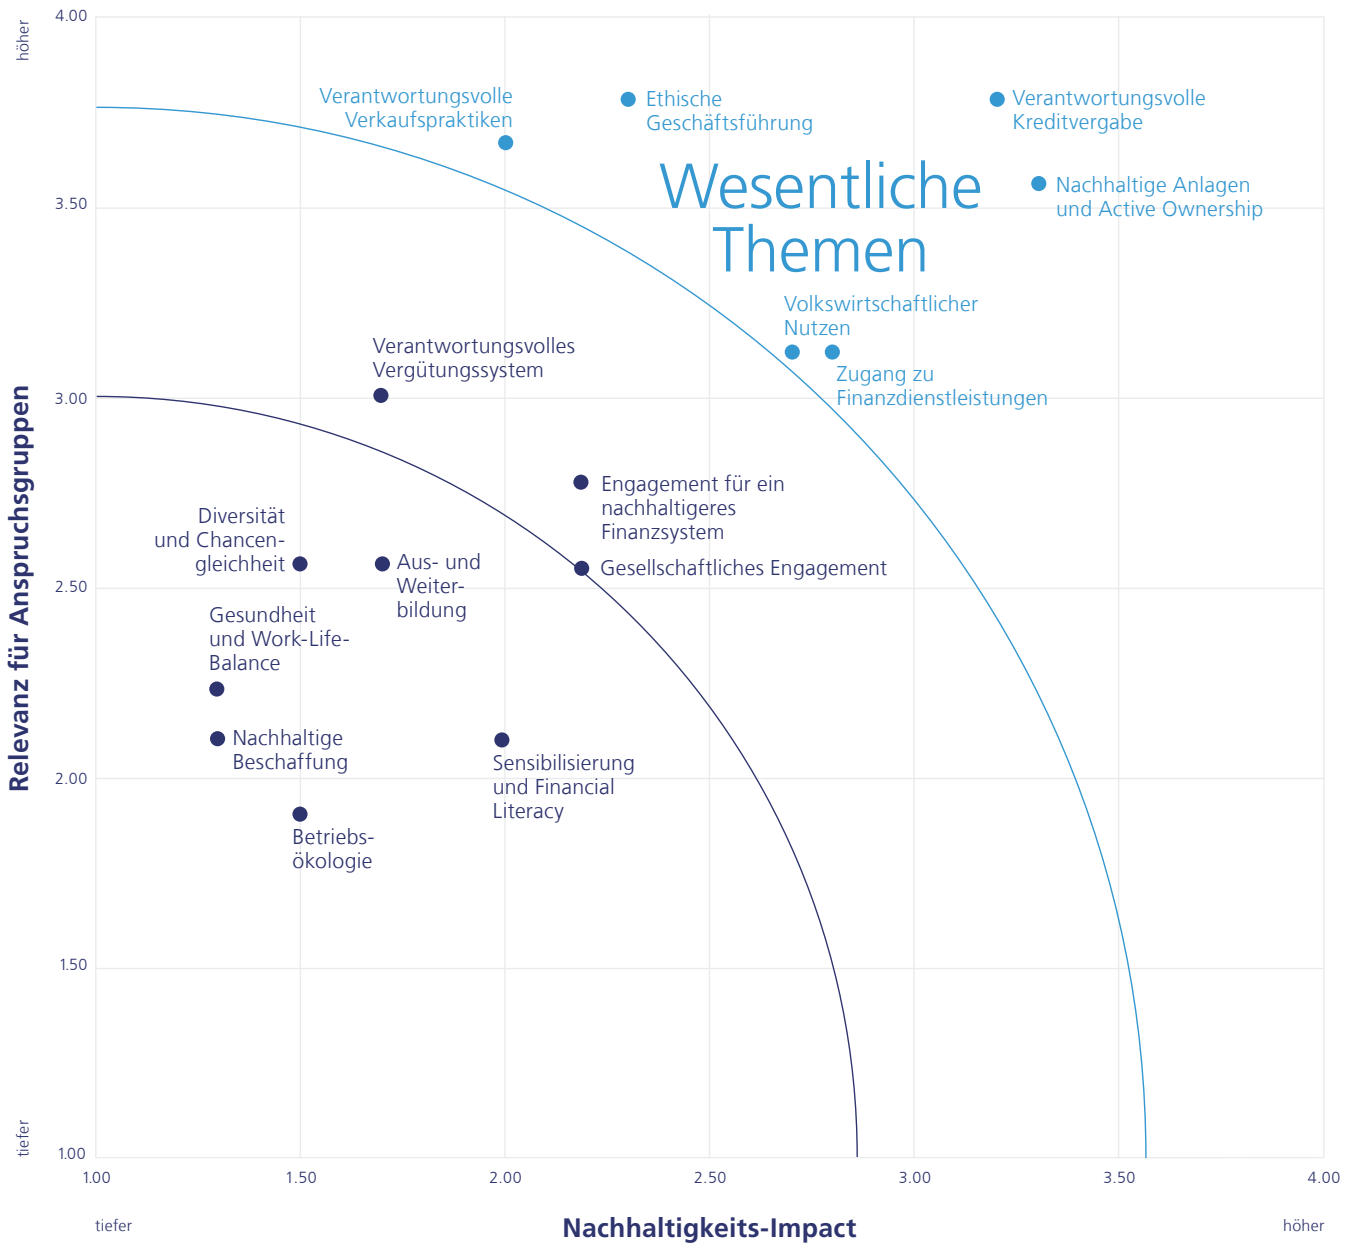 4.00
höher
Verantwortungsvolle
Verkaufspraktiken
Ethische
Geschäftsführung
Verantwortungsvolle
Kreditvergabe
Wesentliche
Themen
Nachhaltige Anlagen
und Active Ownership
3.50
Volkswirtschaftlicher
Nutzen
Zugang zu
Finanzdienstleistungen
Verantwortungsvolles
Vergütungssystem
3.00
Relevanz für Anspruchsgruppen
Engagement für ein
nachhaltigeres
Finanzsystem
Diversität
und Chancen-
gleichheit
Aus- und
Weiter-
bildung
Gesellschaftliches Engagement
2.50
Gesundheit
und Work-Life-
Balance
Nachhaltige
Beschaffung
Sensibilisierung
und Financial
Literacy
2.00
Betriebs-
ökologie
1.50
tiefer
1.00
1.00
1.50
2.00
2.50
3.00
3.50
4.00
tiefer
Nachhaltigkeits-Impact
höher